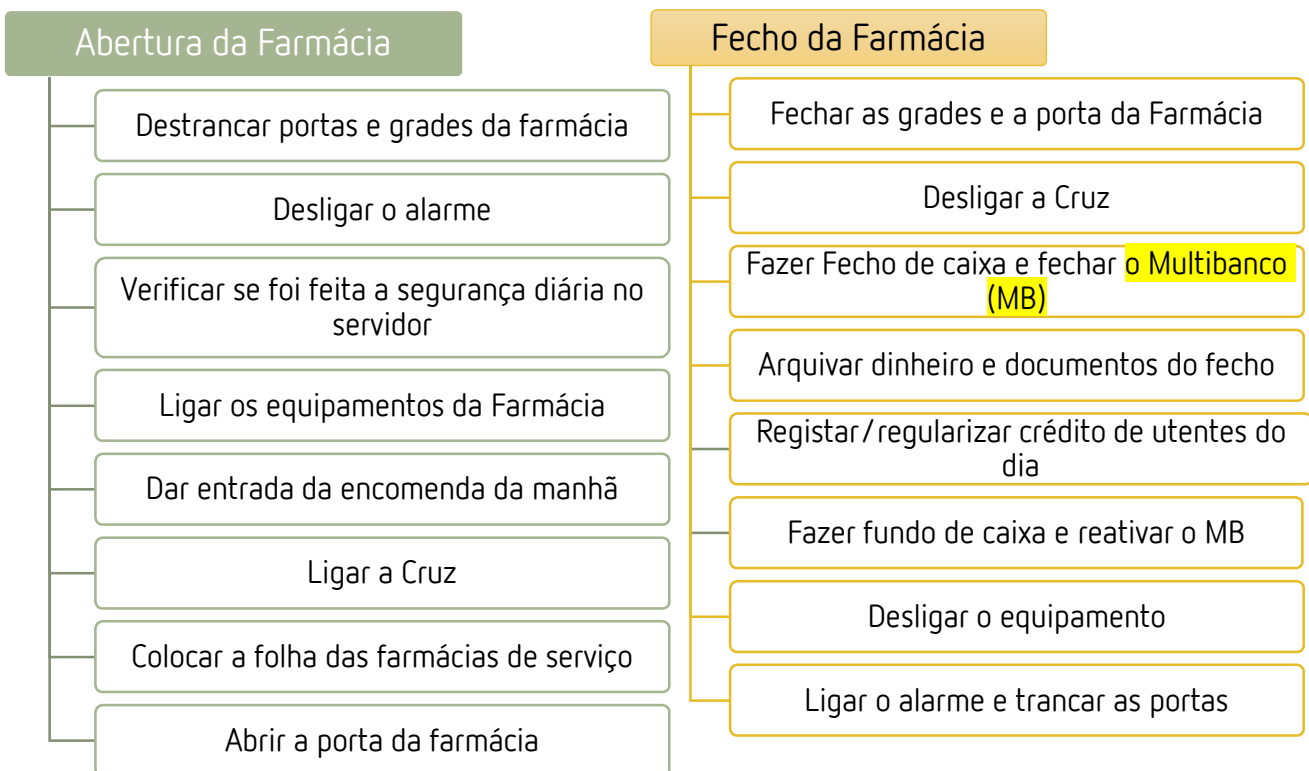 Abertura da Farmácia
Destrancar portas e grades da farmácia
Desligar o alarme
Verificar se foi feita a segurança diária no
servidor
Ligar os equipamentos da Farmácia
Dar entrada da encomenda da manhã
Ligar a Cruz
Colocar a folha das farmácias de serviço
Abrir a porta da farmácia
Fecho da Farmácia
Fechar as grades e a porta da Farmácia
Desligar a Cruz
Fazer Fecho de caixa e fechar o Multibanco
(MB)
Arquivar dinheiro e documentos do fecho
Registar/regularizar crédito de utentes do
dia
Fazer fundo de caixa e reativar o MB
Desligar o equipamento
Ligar o alarme e trancar as portas